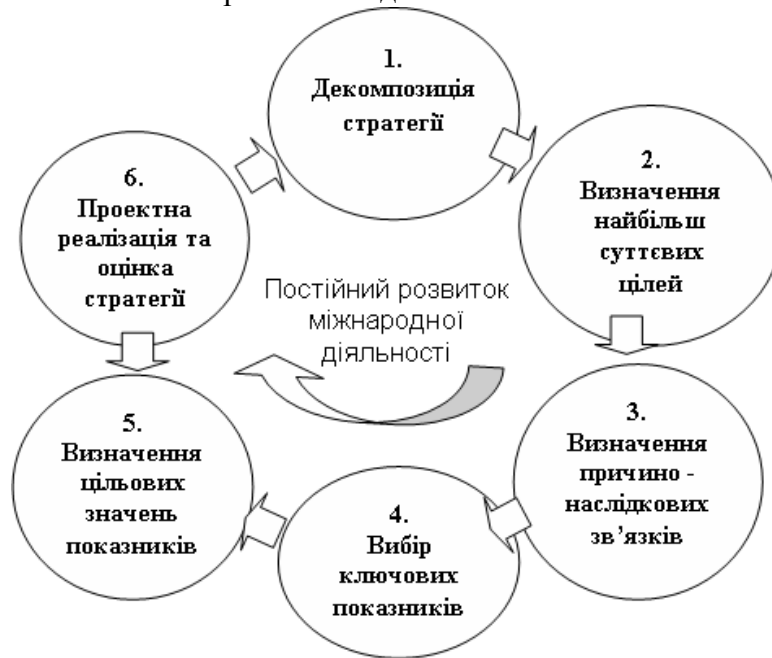 1.
Декомпозиція
стратегії
2.
Визначення
найбільш
суттєвих
цілей
3.
Визначення
причино -
наслідкових
зв’язків
4.
Вибір
ключових
показників
5.
Визначення
цільових
значень
показників
6.
Проектна
реалізація та
оцінка
стратегії
Постійний розвиток
міжнародної
діяльності